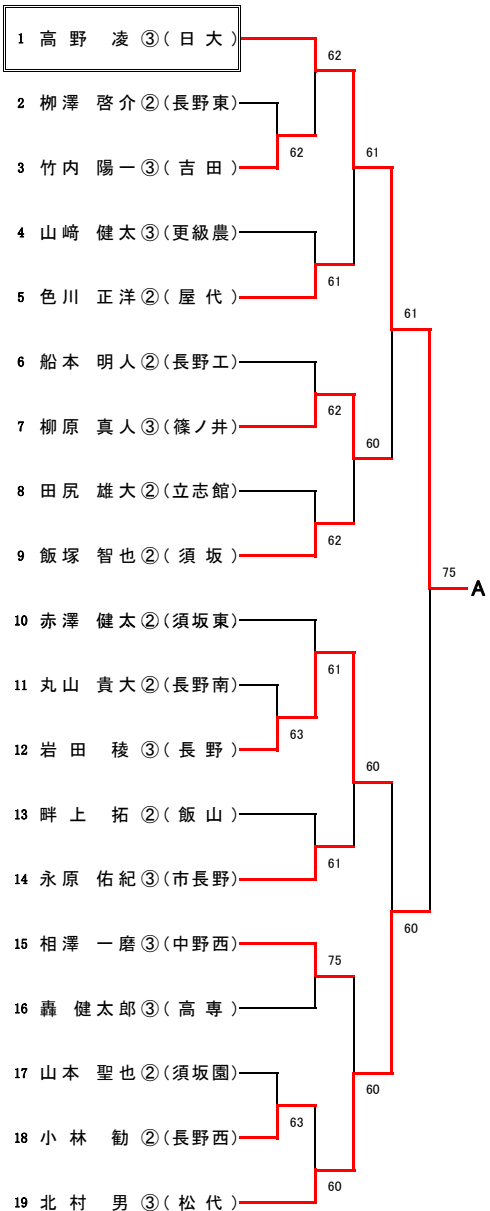 1 高野 凌③(日大)
62
2 栁澤 啓介②(長野東)
62
61
3 竹内 陽一③(吉田)
4 山﨑 健太③(更級農)
61
5 色川 正洋②(屋代)
61
6 船本 明人②(長野工)
62
7 柳原 真人③(篠ノ井)
60
8 田尻 雄大②(立志館)
62
9 飯塚 智也②(須坂)
75
A
10 赤澤 健太②(須坂東)
61
11 丸山 貴大②(長野南)
63
12 岩田 稜③(長野)
60
13 畔上 拓②(飯山)
61
14 永原 佑紀③(市長野)
60
15 相澤 一磨③(中野西)
75
16 轟 健太郎③(高専)
17 山本 聖也②(須坂園)
60
63
18 小林 勧②(長野西)
60
19 北村 男③(松代)